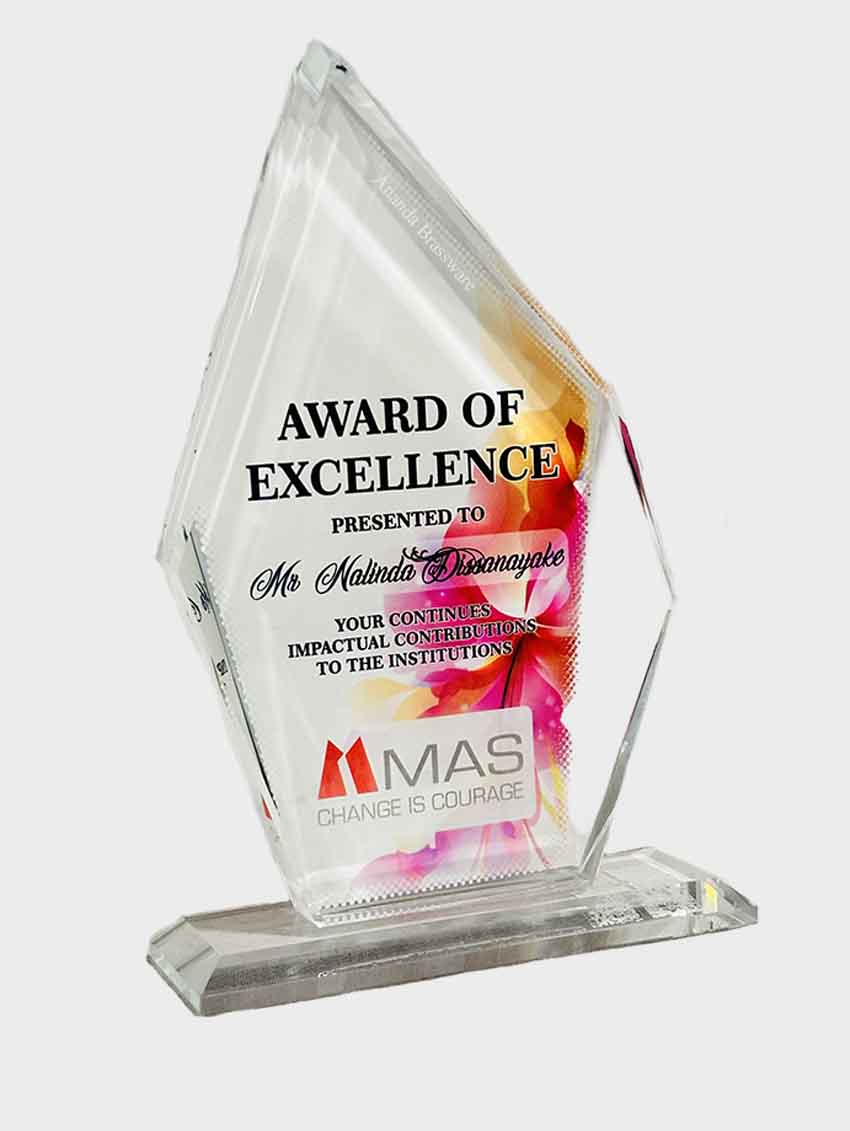 Ananda Brassware
AWARD OF
EXCELLENCE
PRESENTED TO
Mr Nalinda Dissanayake
YOUR CONTINUES
IMPACTUAL CONTRIBUTIONS
TO THE INSTITUTIONS
MAS
CHANGE IS COURAGE